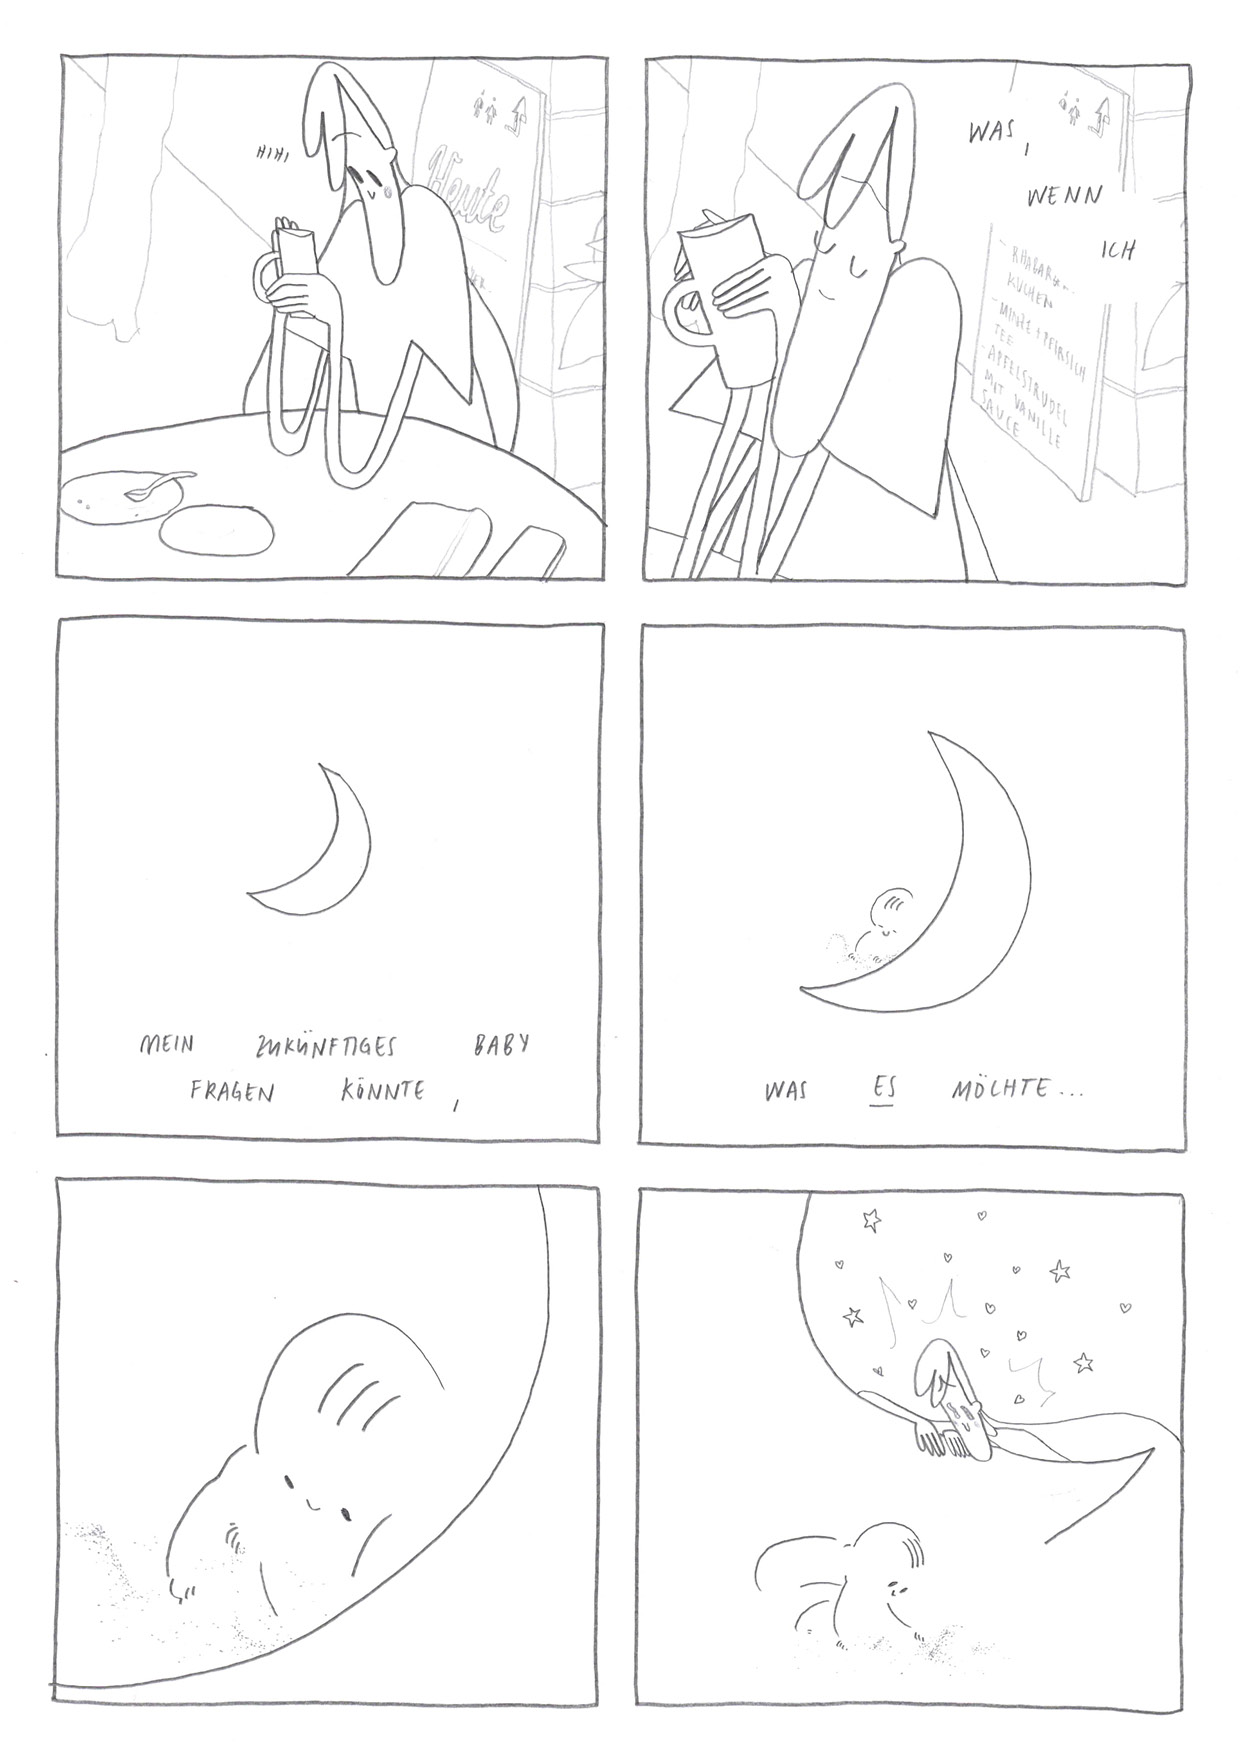 HIHI
Heute
WAS,
WENN
ICH
- RHABAR
KUCHEN
- MINZE + PFIRSICH
TEE
- APFELSTRUDEL
MIT VANILLE
SAUCE
MEIN ZUKÜNFTIGES BABY
FRAGEN KÖNNTE,
WAS ES MÖCHTE...